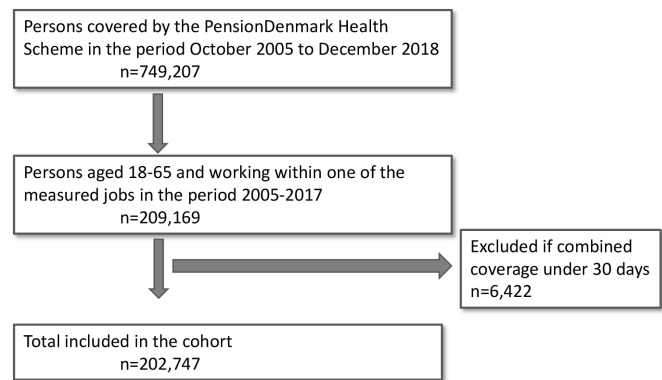 Persons covered by the PensionDenmark Health
Scheme in the period October 2005 to December 2018
n=749,207
Persons aged 18-65 and working within one of the
measured jobs in the period 2005-2017
n=209,169
Excluded if combined
coverage under 30 days
n=6,422
Total included in the cohort
n=202,747